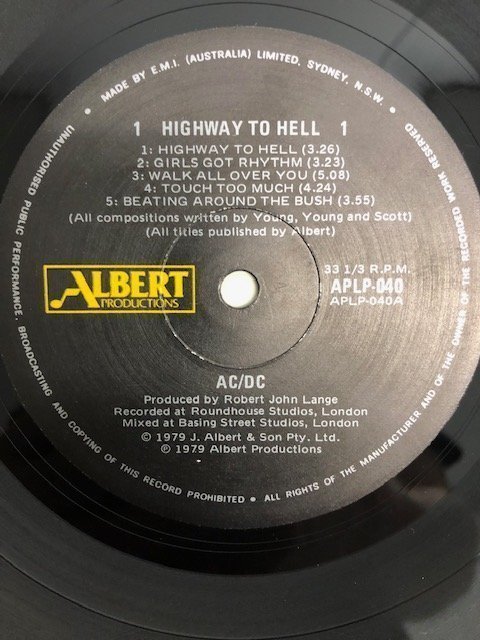 • MADE BY E.M.I. (AUSTRALIA) LIMITED, SYDNEY, N.S.W. •
1 HIGHWAY TO HELL 1
1: HIGHWAY TO HELL (3.26)
2: GIRLS GOT RHYTHM (3.23)
3: WALK ALL OVER YOU (5.08)
4: TOUCH TOO MUCH (4.24)
5: BEATING AROUND THE BUSH (3.55)
(All compositions written by Young, Young and Scott)
(All titles published by Albert)
ALBERT
PRODUCTIONS
33 1/3 R.P.M.
APLP-040
APLP-040A
AC/DC
Produced by Robert John Lange
Recorded at Roundhouse Studios, London
Mixed at Basing Street Studios, London
© 1979 J. Albert & Son Pty. Ltd.
℗ 1979 Albert Productions
UNAUTHORISED PUBLIC PERFORMANCE, BROADCASTING AND COPYING OF THIS RECORD PROHIBITED • ALL RIGHTS OF THE MANUFACTURER AND OF THE OWNER OF THE RECORDED WORK RESERVED